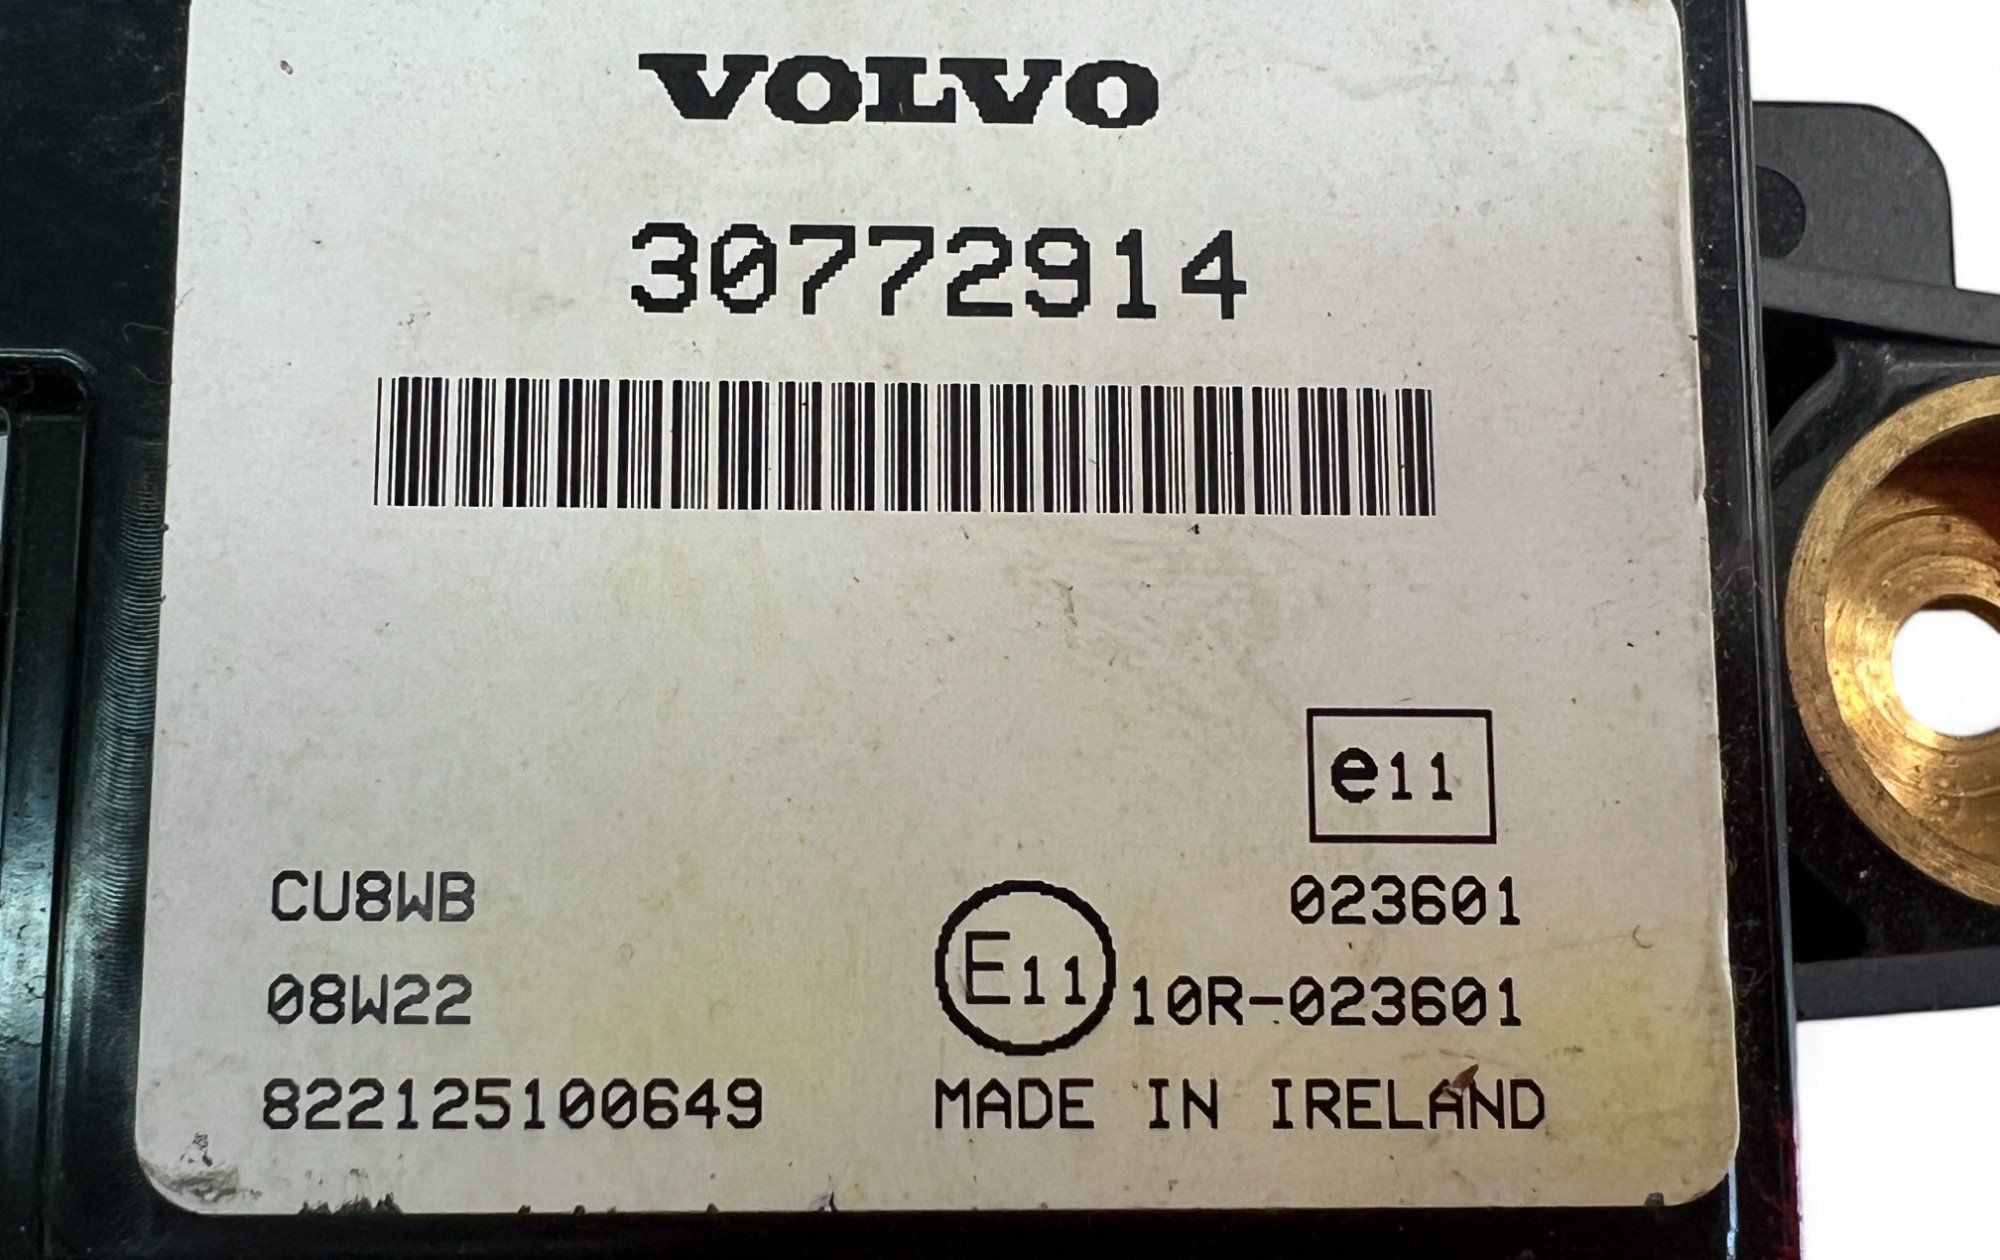 VOLVO
30772914
e11
CU8WB
023601
08W22
E11 10R-023601
822125100649
MADE IN IRELAND